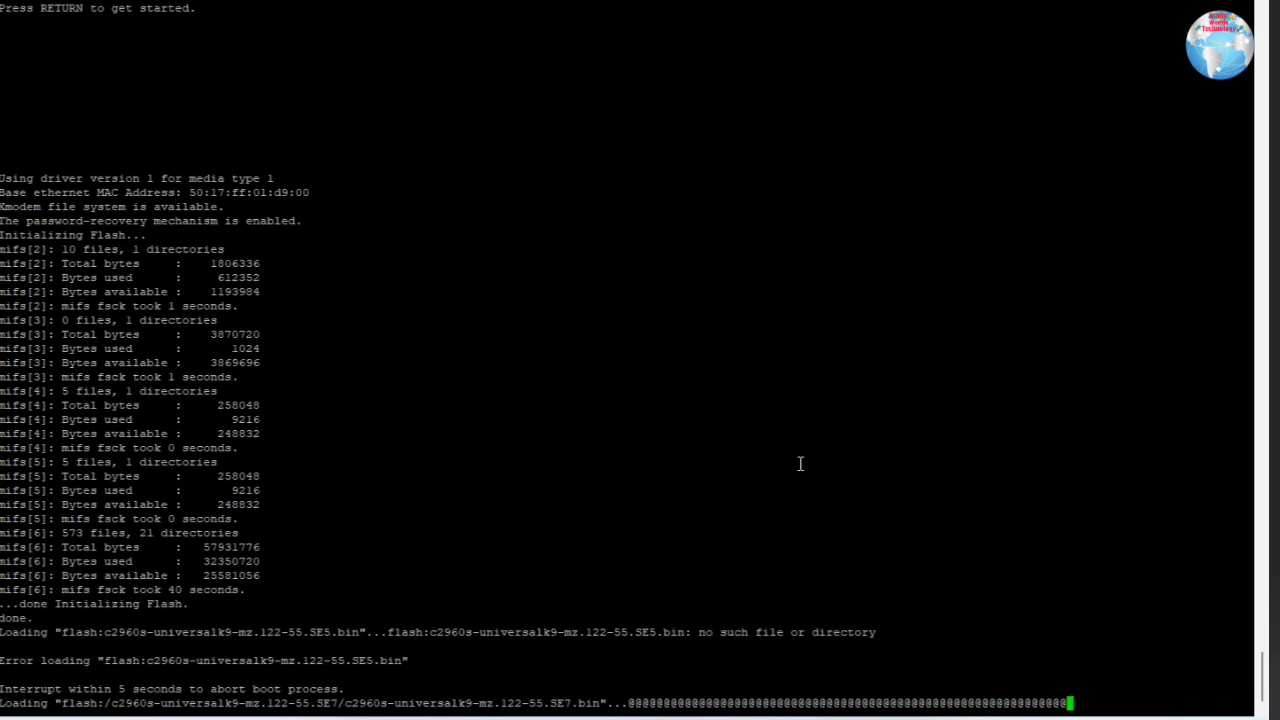 Press RETURN to get started.
Using driver version 1 for media type 1
Base ethernet MAC Address: 50:17:ff:01:d9:00
Xmodem file system is available.
The password-recovery mechanism is enabled.
Initializing Flash...
mifs[2]: 10 files, 1 directories
mifs[2]: Total bytes     :    1806336
mifs[2]: Bytes used      :     612352
mifs[2]: Bytes available :    1193984
mifs[2]: mifs fsck took 1 seconds.
mifs[3]: 0 files, 1 directories
mifs[3]: Total bytes     :    3870720
mifs[3]: Bytes used      :       1024
mifs[3]: Bytes available :    3869696
mifs[3]: mifs fsck took 1 seconds.
mifs[4]: 5 files, 1 directories
mifs[4]: Total bytes     :     258048
mifs[4]: Bytes used      :       9216
mifs[4]: Bytes available :     248832
mifs[4]: mifs fsck took 0 seconds.
mifs[5]: 5 files, 1 directories
mifs[5]: Total bytes     :     258048
mifs[5]: Bytes used      :       9216
mifs[5]: Bytes available :     248832
mifs[5]: mifs fsck took 0 seconds.
mifs[6]: 573 files, 21 directories
mifs[6]: Total bytes     :   57931776
mifs[6]: Bytes used      :   32350720
mifs[6]: Bytes available :   25581056
mifs[6]: mifs fsck took 40 seconds.
...done Initializing Flash.
done.
Loading "flash:c2960s-universalk9-mz.122-55.SE5.bin"...flash:c2960s-universalk9-mz.122-55.SE5.bin: no such file or directory
Error loading "flash:c2960s-universalk9-mz.122-55.SE5.bin"
Interrupt within 5 seconds to abort boot process.
Loading "flash:/c2960s-universalk9-mz.122-55.SE7/c2960s-universalk9-mz.122-55.SE7.bin"...@@@@@@@@@@@@@@@@@@@@@@@@@@@@@@@@@@@@@@@@@@@@@@@@@@@@@@@@@@@@@@
Technology